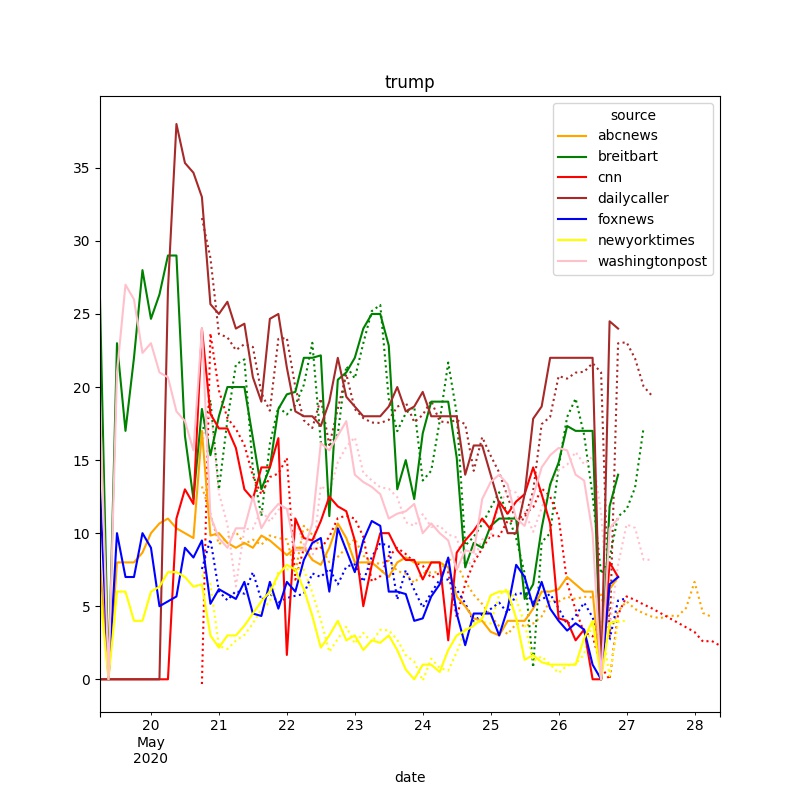 trump
source
abcnews
breitbart
cnn
dailycaller
foxnews
newyorktimes
washingtonpost
35
30
25
20
15
10
5
0
20 21 22 23 24 25 26 27 28
May
2020
date